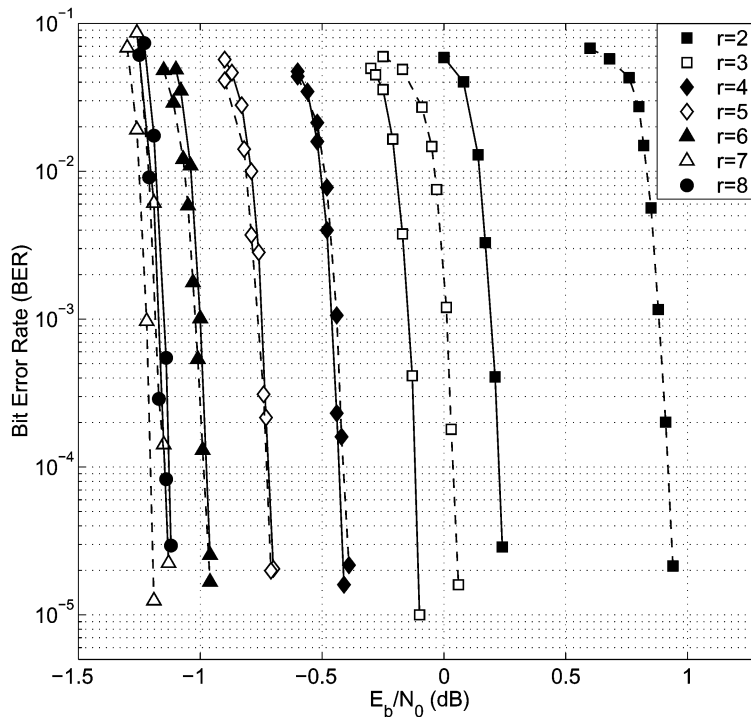 10⁻¹
10⁻²
10⁻³
10⁻⁴
10⁻⁵
Bit Error Rate (BER)
−1.5
−1
−0.5
0
0.5
1
E_b/N_0 (dB)
r=2
r=3
r=4
r=5
r=6
r=7
r=8